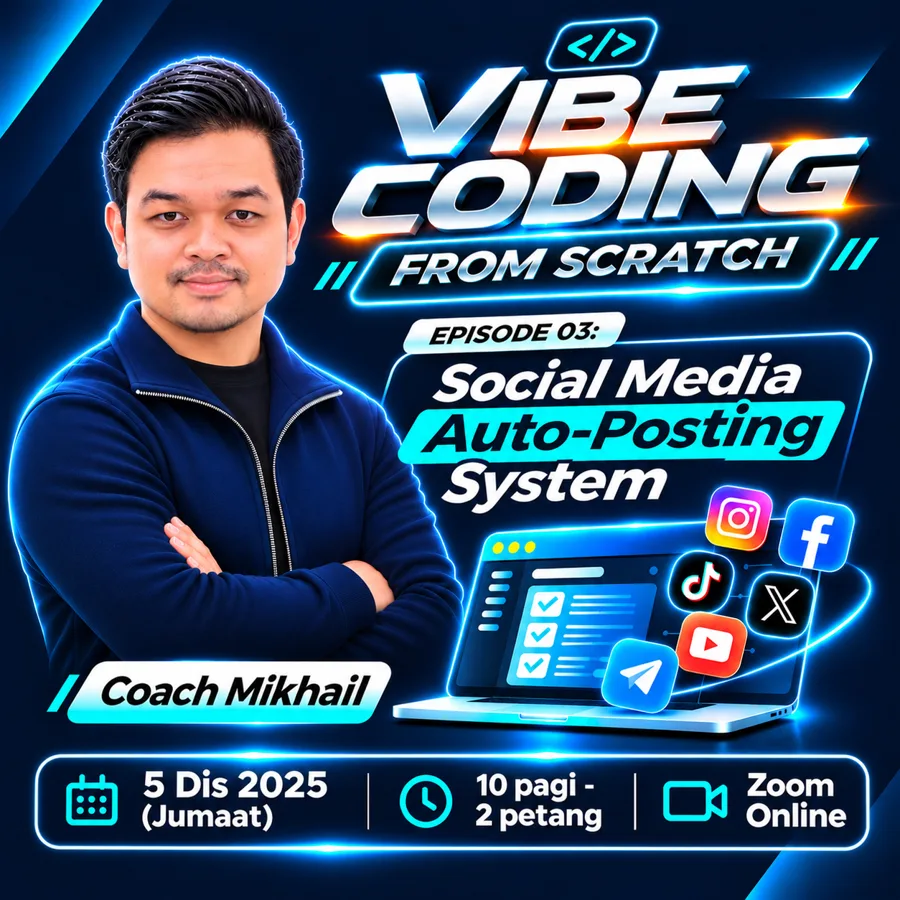 </>
VIBE
CODING
FROM SCRATCH
EPISODE 03:
Social Media
Auto-Posting
System
Coach Mikhail
5 Dis 2025
(Jumaat)
10 pagi -
2 petang
Zoom
Online